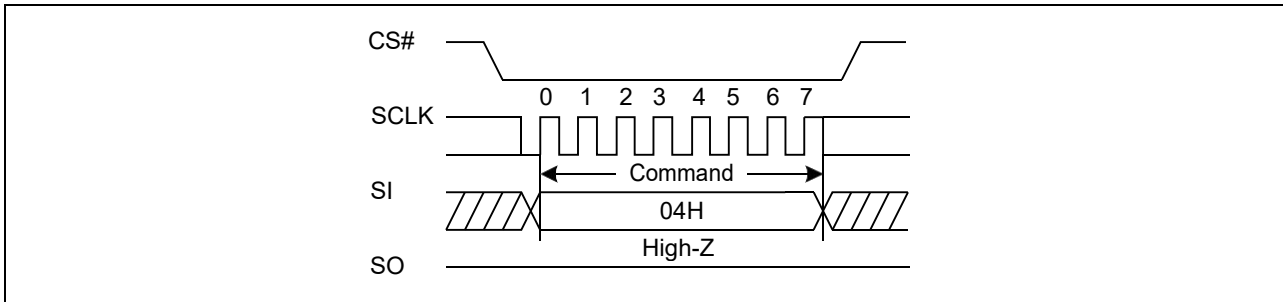 CS#
0 1 2 3 4 5 6 7
SCLK
Command
SI
04H
High-Z
SO